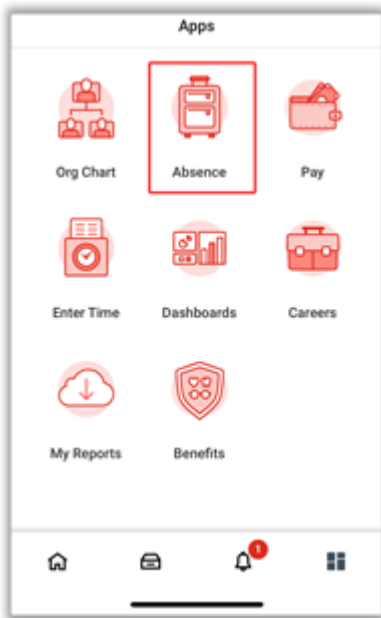 Apps
Org Chart
Absence
Pay
Enter Time
Dashboards
Careers
My Reports
Benefits
1